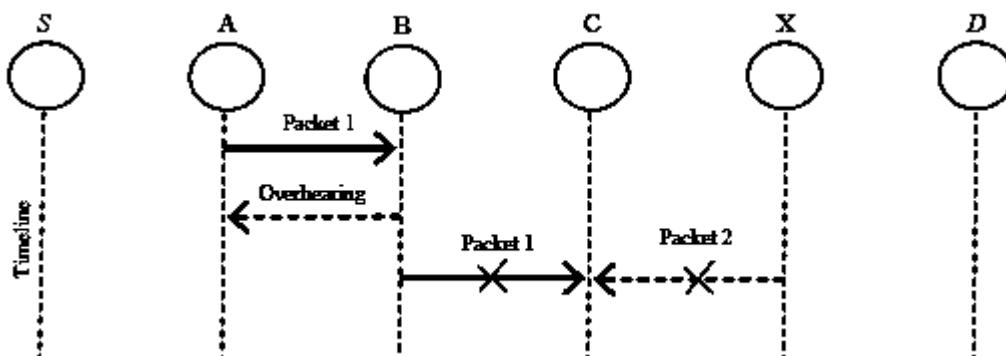 S A B C X D
Packet 1
Overhearing
Packet 1 Packet 2
Timeline